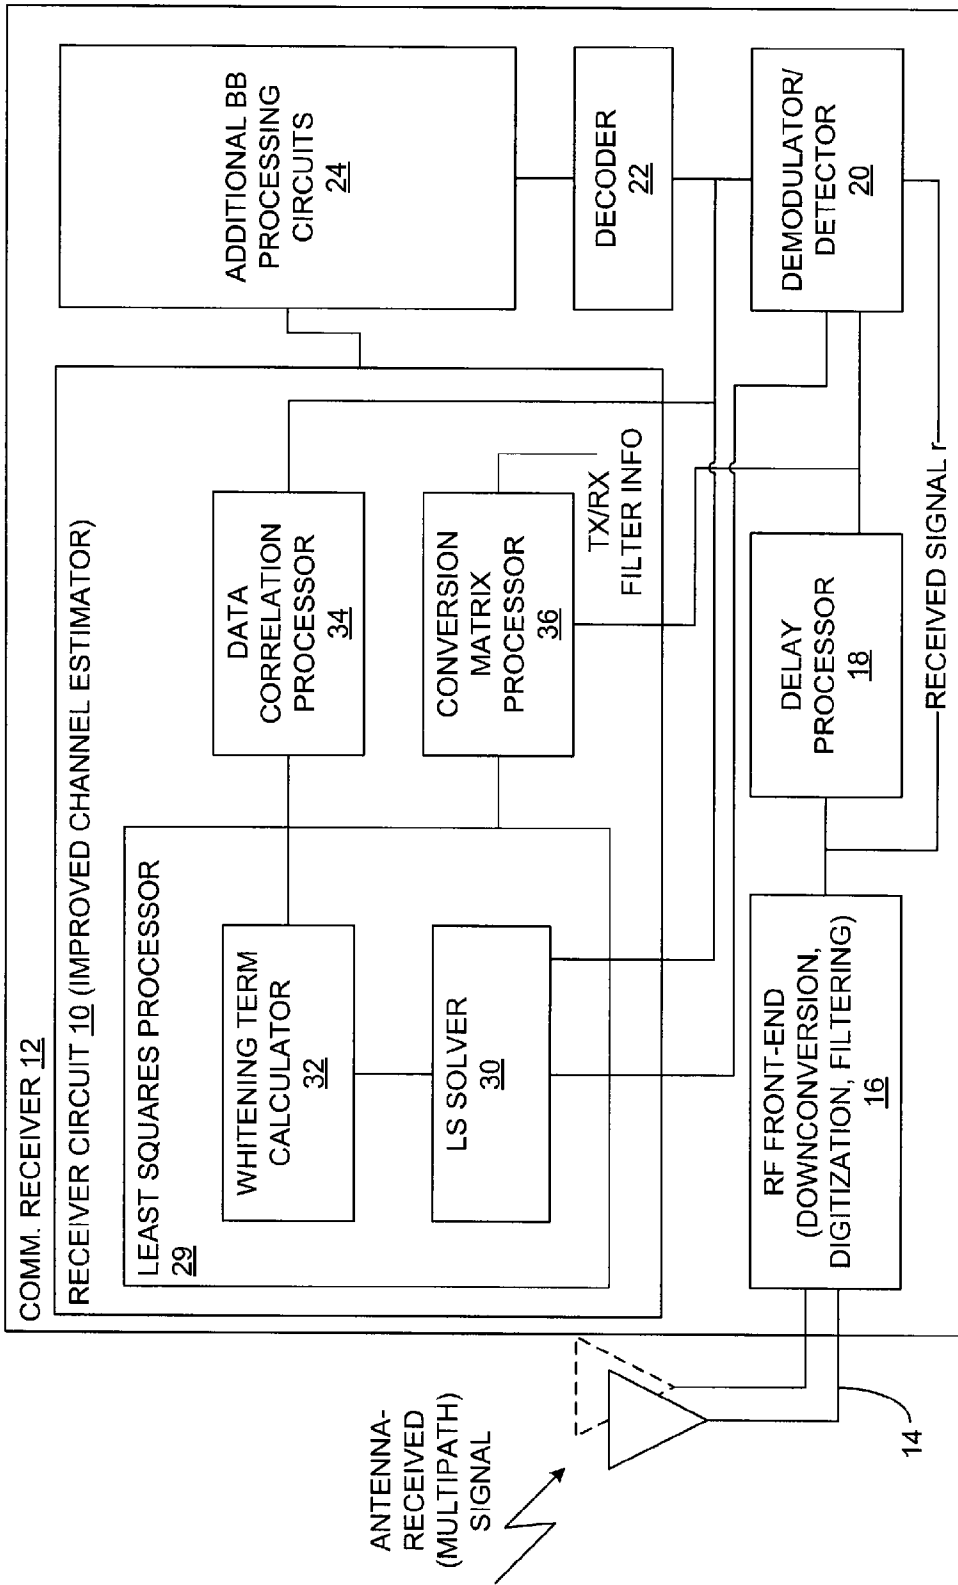 COMM. RECEIVER 12
RECEIVER CIRCUIT 10 (IMPROVED CHANNEL ESTIMATOR)
LEAST SQUARES PROCESSOR
29
WHITENING TERM
CALCULATOR
32
LS SOLVER
30
DATA
CORRELATION
PROCESSOR
34
CONVERSION
MATRIX
PROCESSOR
36
TX/RX
FILTER INFO
ADDITIONAL BB
PROCESSING
CIRCUITS
24
DECODER
22
DEMODULATOR/
DETECTOR
20
DELAY
PROCESSOR
18
RECEIVED SIGNAL r
RF FRONT-END
(DOWNCONVERSION,
DIGITIZATION, FILTERING)
16
ANTENNA-
RECEIVED
(MULTIPATH)
SIGNAL
14